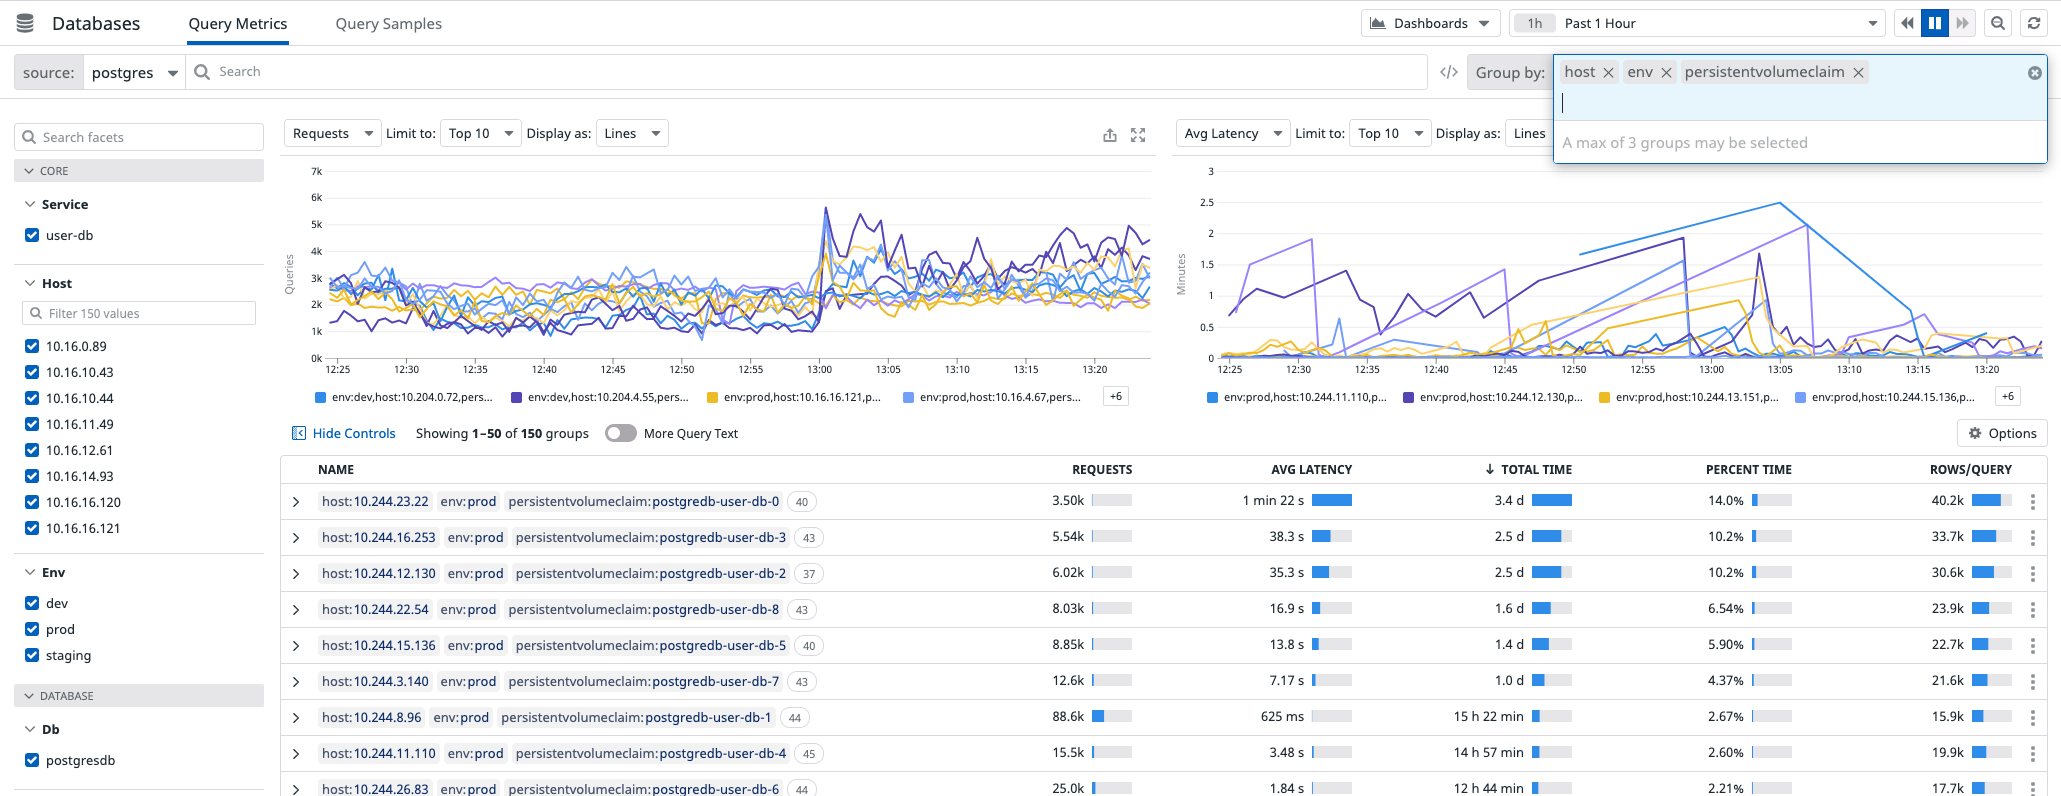 Databases Query Metrics Query Samples Dashboards 1h Past 1 Hour
source: postgres Search </> Group by: host env persistentvolumeclaim
A max of 3 groups may be selected
Search facets
CORE
Service
user-db
Host
Filter 150 values
10.16.0.89
10.16.10.43
10.16.10.44
10.16.11.49
10.16.12.61
10.16.14.93
10.16.16.120
10.16.16.121
Env
dev
prod
staging
DATABASE
Db
postgresdb
Requests Limit to: Top 10 Display as: Lines
Queries
7k
6k
5k
4k
3k
2k
1k
0k
12:25 12:30 12:35 12:40 12:45 12:50 12:55 13:00 13:05 13:10 13:15 13:20
env:dev,host:10.204.0.72,pers... env:dev,host:10.204.4.55,pers... env:prod,host:10.16.16.121,p... env:prod,host:10.16.4.67,pers... +6
Avg Latency Limit to: Top 10 Display as: Lines
Minutes
3
2.5
2
1.5
1
0.5
0
12:25 12:30 12:35 12:40 12:45 12:50 12:55 13:00 13:05 13:10 13:15 13:20
env:prod,host:10.244.11.110,p... env:prod,host:10.244.12.130,p... env:prod,host:10.244.13.151,p... env:prod,host:10.244.15.136,p... +6
Hide Controls Showing 1–50 of 150 groups More Query Text Options
NAME REQUESTS AVG LATENCY TOTAL TIME PERCENT TIME ROWS/QUERY
host:10.244.23.22 env:prod persistentvolumeclaim:postgredb-user-db-0 40 3.50k 1 min 22 s 3.4 d 14.0% 40.2k
host:10.244.16.253 env:prod persistentvolumeclaim:postgredb-user-db-3 43 5.54k 38.3 s 2.5 d 10.2% 33.7k
host:10.244.12.130 env:prod persistentvolumeclaim:postgredb-user-db-2 37 6.02k 35.3 s 2.5 d 10.2% 30.6k
host:10.244.22.54 env:prod persistentvolumeclaim:postgredb-user-db-8 43 8.03k 16.9 s 1.6 d 6.54% 23.9k
host:10.244.15.136 env:prod persistentvolumeclaim:postgredb-user-db-5 40 8.85k 13.8 s 1.4 d 5.90% 22.7k
host:10.244.3.140 env:prod persistentvolumeclaim:postgredb-user-db-7 43 12.6k 7.17 s 1.0 d 4.37% 21.6k
host:10.244.8.96 env:prod persistentvolumeclaim:postgredb-user-db-1 44 88.6k 625 ms 15 h 22 min 2.67% 15.9k
host:10.244.11.110 env:prod persistentvolumeclaim:postgredb-user-db-4 45 15.5k 3.48 s 14 h 57 min 2.60% 19.9k
host:10.244.26.83 env:prod persistentvolumeclaim:postgredb-user-db-6 44 25.0k 1.84 s 12 h 44 min 2.21% 17.7k